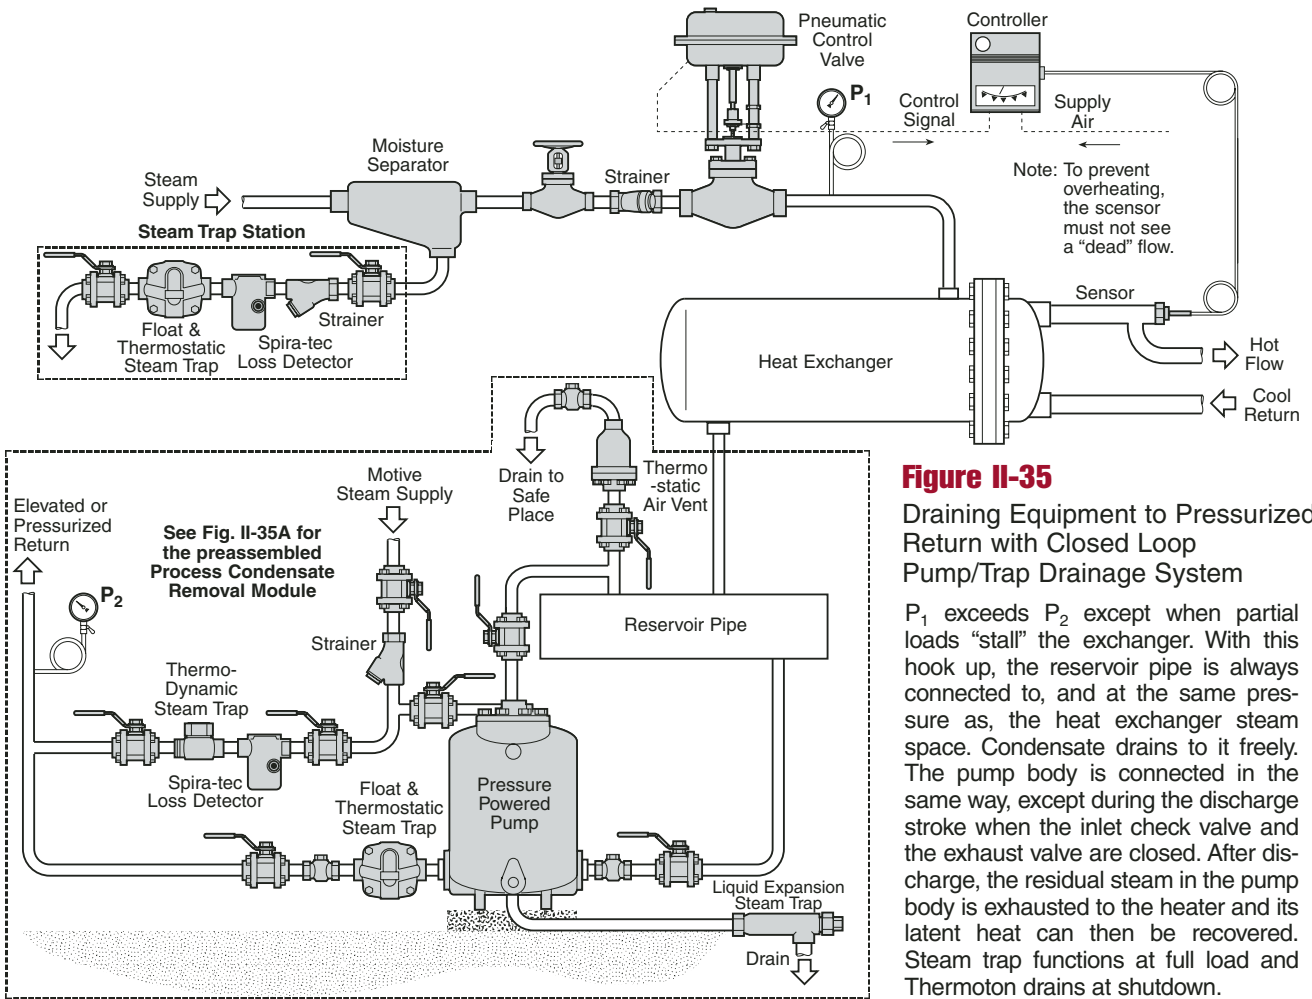 Pneumatic
Control
Valve
Controller
P1
Control
Signal
Supply
Air
Moisture
Separator
Strainer
Steam
Supply
Note: To prevent
overheating,
the scensor
must not see
a “dead” flow.
Steam Trap Station
Strainer
Float &
Thermostatic
Steam Trap
Spira-tec
Loss Detector
Sensor
Heat Exchanger
Hot
Flow
Cool
Return
Elevated or
Pressurized
Return
See Fig. II-35A for
the preassembled
Process Condensate
Removal Module
Motive
Steam Supply
Drain to
Safe
Place
Thermo
-static
Air Vent
P2
Strainer
Reservoir Pipe
Thermo-
Dynamic
Steam Trap
Spira-tec
Loss Detector
Float &
Thermostatic
Steam Trap
Pressure
Powered
Pump
Liquid Expansion
Steam Trap
Drain
Figure II-35
Draining Equipment to Pressurized
Return with Closed Loop
Pump/Trap Drainage System
P1 exceeds P2 except when partial
loads “stall” the exchanger. With this
hook up, the reservoir pipe is always
connected to, and at the same pres-
sure as, the heat exchanger steam
space. Condensate drains to it freely.
The pump body is connected in the
same way, except during the discharge
stroke when the inlet check valve and
the exhaust valve are closed. After dis-
charge, the residual steam in the pump
body is exhausted to the heater and its
latent heat can then be recovered.
Steam trap functions at full load and
Thermoton drains at shutdown.